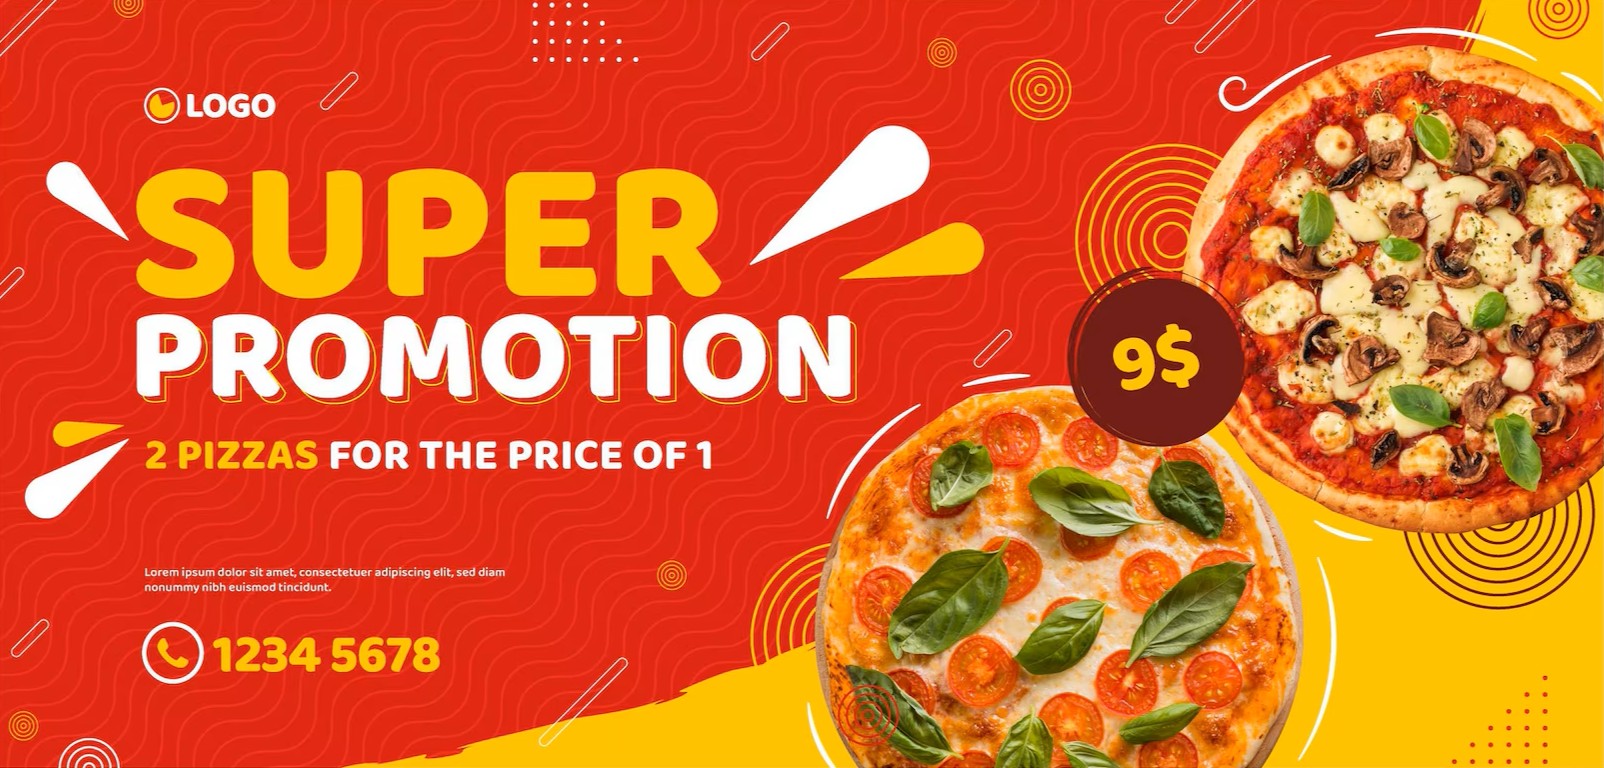 LOGO
SUPER
PROMOTION
2 PIZZAS FOR THE PRICE OF 1
9$
Lorem ipsum dolor sit amet, consectetuer adipiscing elit, sed diam
nonummy nibh euismod tincidunt.
1234 5678